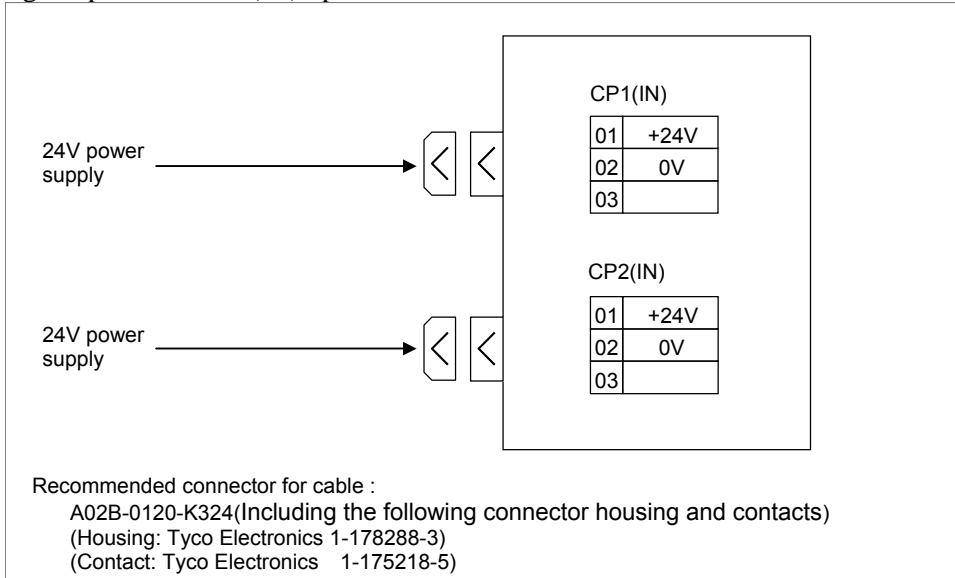 CP1(IN)
24V power
supply
01 +24V
02 0V
03
CP2(IN)
24V power
supply
01 +24V
02 0V
03
Recommended connector for cable :
A02B-0120-K324(Including the following connector housing and contacts)
(Housing: Tyco Electronics 1-178288-3)
(Contact: Tyco Electronics 1-175218-5)